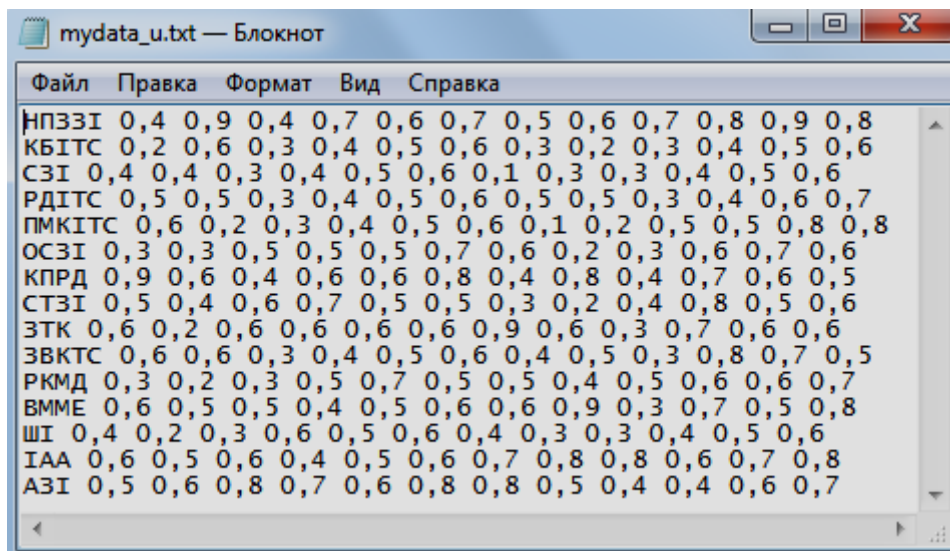 mydata_u.txt — Блокнот
Файл Правка Формат Вид Справка
НПЗЗІ 0,4 0,9 0,4 0,7 0,6 0,7 0,5 0,6 0,7 0,8 0,9 0,8
КБІТС 0,2 0,6 0,3 0,4 0,5 0,6 0,3 0,2 0,3 0,4 0,5 0,6
СЗІ 0,4 0,4 0,3 0,4 0,5 0,6 0,1 0,3 0,3 0,4 0,5 0,6
РДІТС 0,5 0,5 0,3 0,4 0,5 0,6 0,5 0,5 0,3 0,4 0,6 0,7
ПМКІТС 0,6 0,2 0,3 0,4 0,5 0,6 0,1 0,2 0,5 0,5 0,8 0,8
ОСЗІ 0,3 0,3 0,5 0,5 0,5 0,7 0,6 0,2 0,3 0,6 0,7 0,6
КПРД 0,9 0,6 0,4 0,6 0,6 0,8 0,4 0,8 0,4 0,7 0,6 0,5
СТЗІ 0,5 0,4 0,6 0,7 0,5 0,5 0,3 0,2 0,4 0,8 0,5 0,6
ЗТК 0,6 0,2 0,6 0,6 0,6 0,6 0,9 0,6 0,3 0,7 0,6 0,6
ЗВКТС 0,6 0,6 0,3 0,4 0,5 0,6 0,4 0,5 0,3 0,8 0,7 0,5
РКМД 0,3 0,2 0,3 0,5 0,7 0,5 0,5 0,4 0,5 0,6 0,6 0,7
ВММЕ 0,6 0,5 0,5 0,4 0,5 0,6 0,6 0,9 0,3 0,7 0,5 0,8
ШІ 0,4 0,2 0,3 0,6 0,5 0,6 0,4 0,3 0,3 0,4 0,5 0,6
ІАА 0,6 0,5 0,6 0,4 0,5 0,6 0,7 0,8 0,8 0,6 0,7 0,8
АЗІ 0,5 0,6 0,8 0,7 0,6 0,8 0,8 0,5 0,4 0,4 0,6 0,7